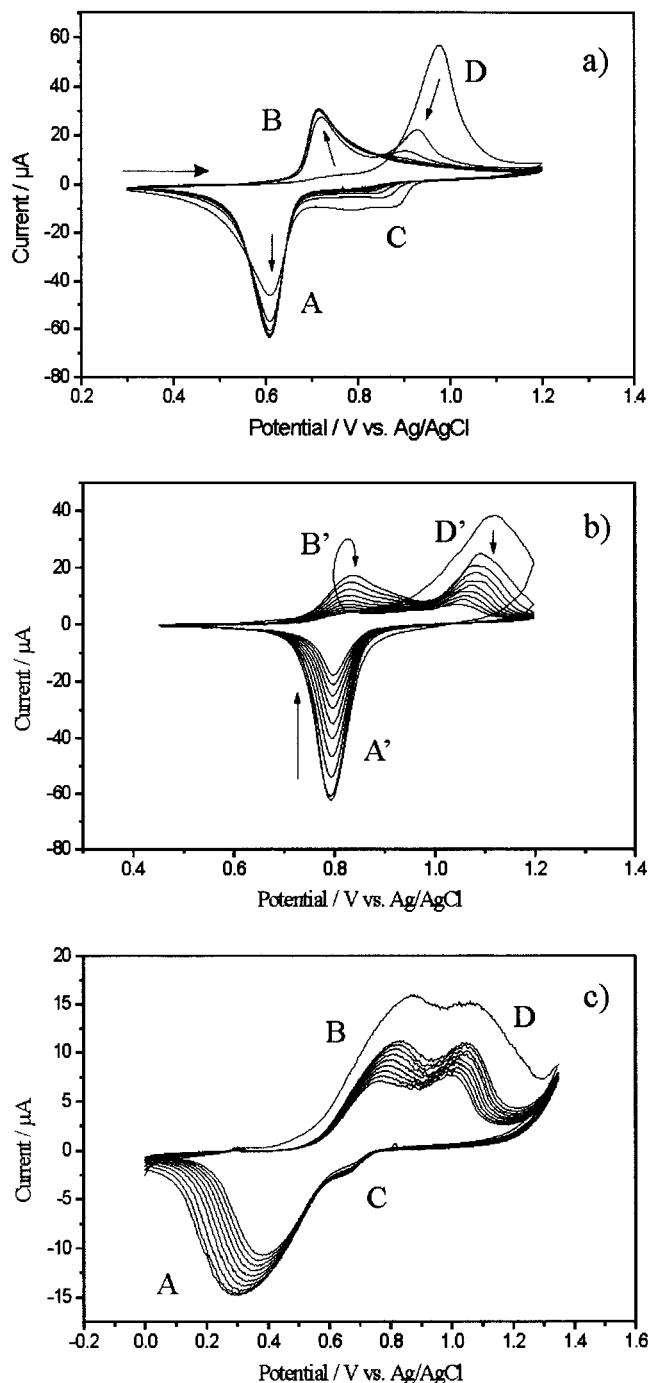 a)
D
B
C
A
60
40
20
0
-20
-40
-60
-80
Current / µA
0.2 0.4 0.6 0.8 1.0 1.2 1.4
Potential / V vs. Ag/AgCl
b)
B’ D’
A’
40
20
0
-20
-40
-60
-80
Current / µA
0.4 0.6 0.8 1.0 1.2 1.4
Potential / V vs. Ag/AgCl
c)
B D
C
A
20
15
10
5
0
-5
-10
-15
Current / µA
-0.2 0.0 0.2 0.4 0.6 0.8 1.0 1.2 1.4 1.6
Potential / V vs. Ag/AgCl